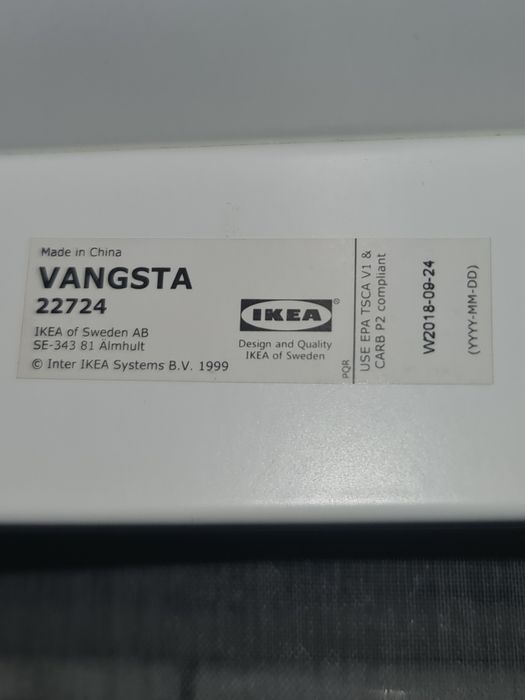 Made in China
VANGSTA
22724
IKEA of Sweden AB
SE-343 81 Älmhult
© Inter IKEA Systems B.V. 1999
IKEA®
Design and Quality
IKEA of Sweden
PQR
USE EPA TSCA V1 &
CARB P2 compliant
W2018-09-24
(YYYY-MM-DD)